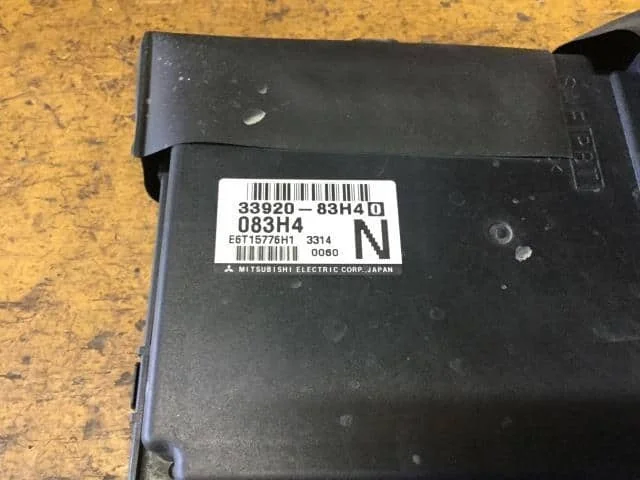 33920-83H4 0
083H4
N
E6T15776H1 3314
0060
MITSUBISHI ELECTRIC CORP., JAPAN